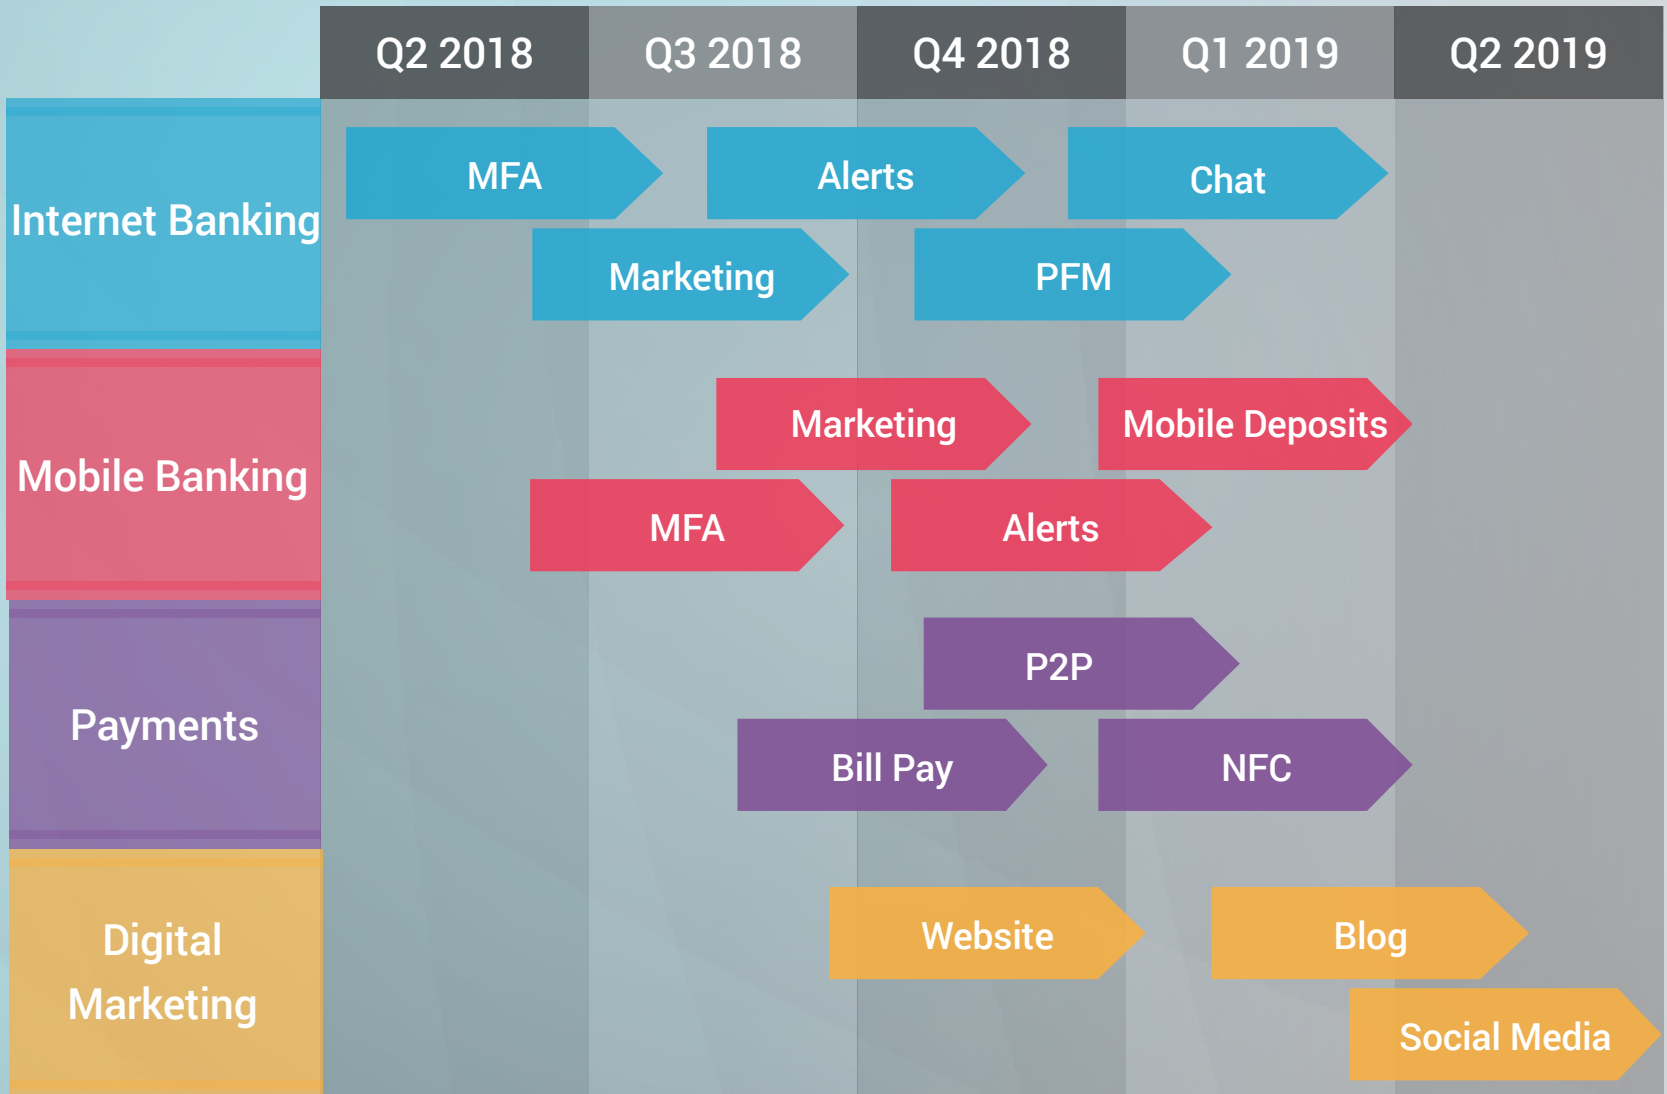 Q2 2018
Q3 2018
Q4 2018
Q1 2019
Q2 2019
Internet Banking
MFA
Alerts
Chat
Marketing
PFM
Mobile Banking
Marketing
Mobile Deposits
MFA
Alerts
Payments
P2P
Bill Pay
NFC
Digital
Marketing
Website
Blog
Social Media